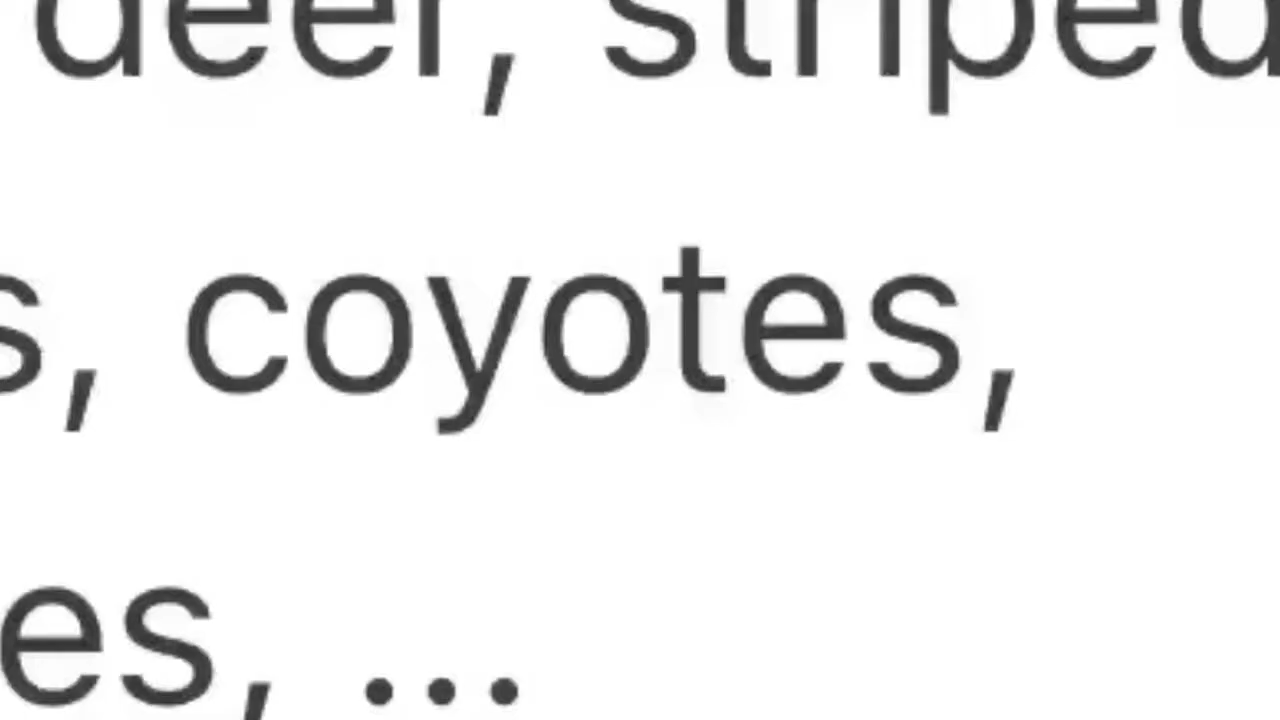 deer, striped
s, coyotes,
es, ...